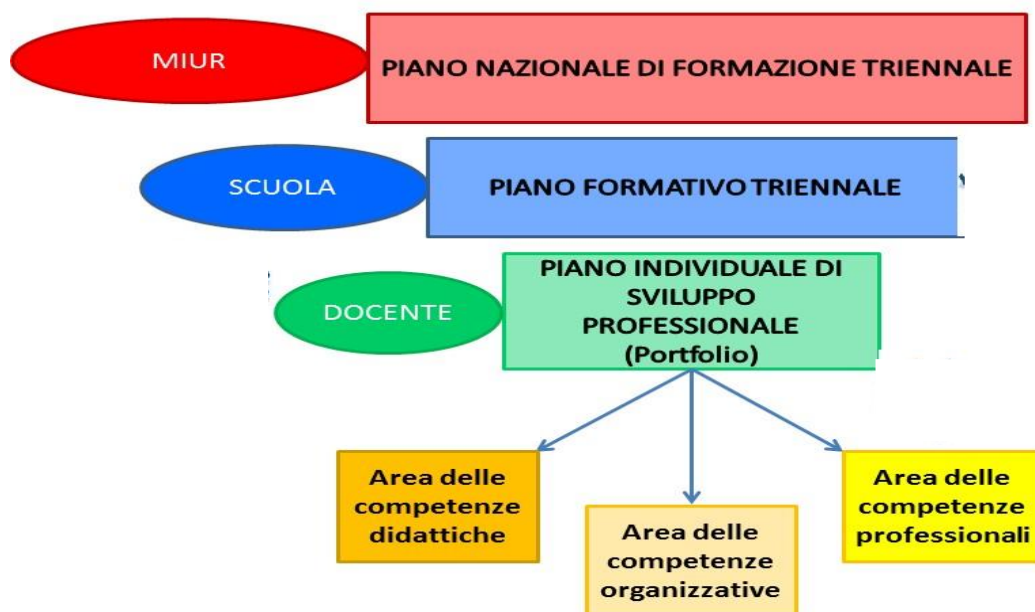 MIUR
PIANO NAZIONALE DI FORMAZIONE TRIENNALE
SCUOLA
PIANO FORMATIVO TRIENNALE
DOCENTE
PIANO INDIVIDUALE DI
SVILUPPO
PROFESSIONALE
(Portfolio)
Area delle
competenze
didattiche
Area delle
competenze
organizzative
Area delle
competenze
professionali